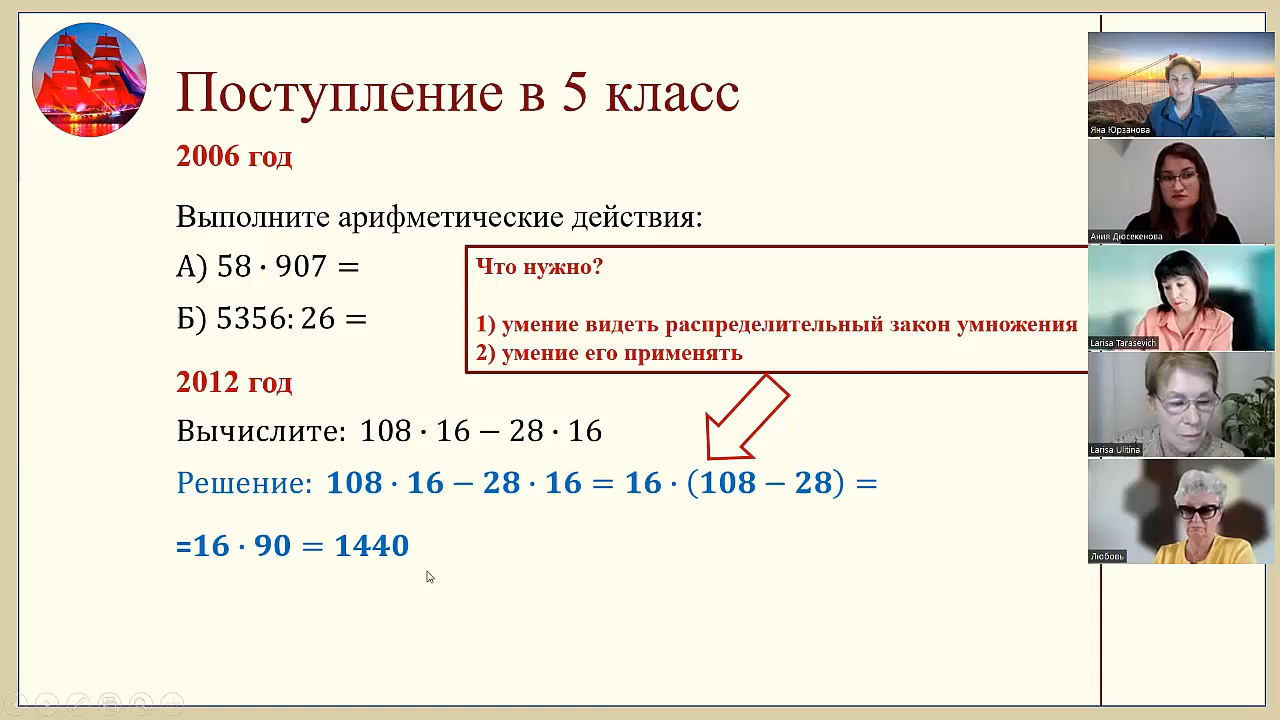 Поступление в 5 класс
2006 год
Выполните арифметические действия:
А) 58 · 907 =
Б) 5356: 26 =
Что нужно?
1) умение видеть распределительный закон умножения
2) умение его применять
2012 год
Вычислите: 108 · 16 − 28 · 16
Решение: 108 · 16 − 28 · 16 = 16 · (108 − 28) =
=16 · 90 = 1440
Яна Юрзанова
Ания Дюсекенова
Larisa Tarasevich
Larisa Ulitina
Любовь